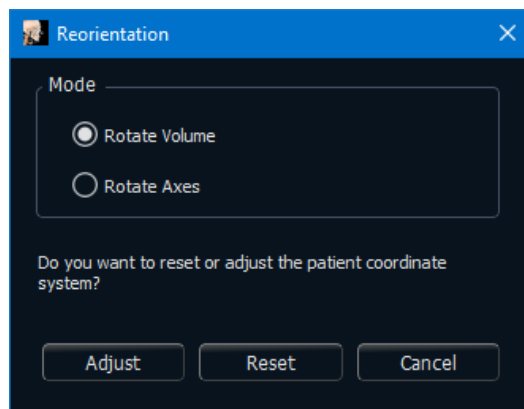 Reorientation
Mode
Rotate Volume
Rotate Axes
Do you want to reset or adjust the patient coordinate
system?
Adjust Reset Cancel